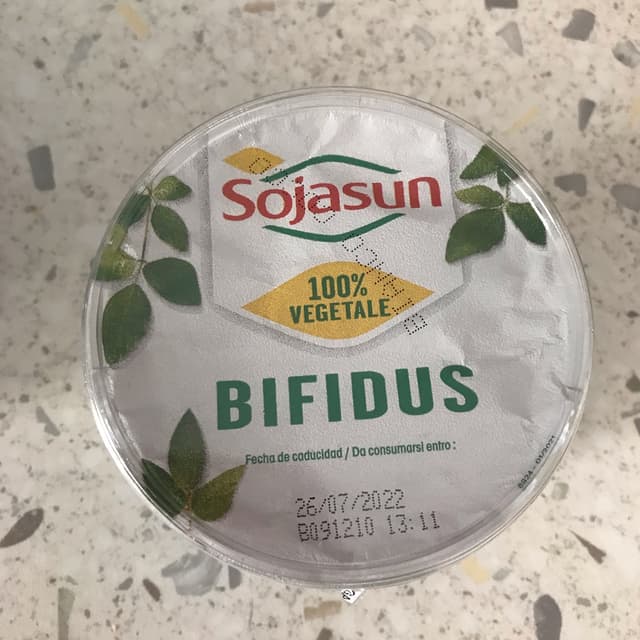 Sojasun
100%
VEGETALE
BIFIDUS
Fecha de caducidad / Da consumarsi entro :
26/07/2022
B091210 13:11